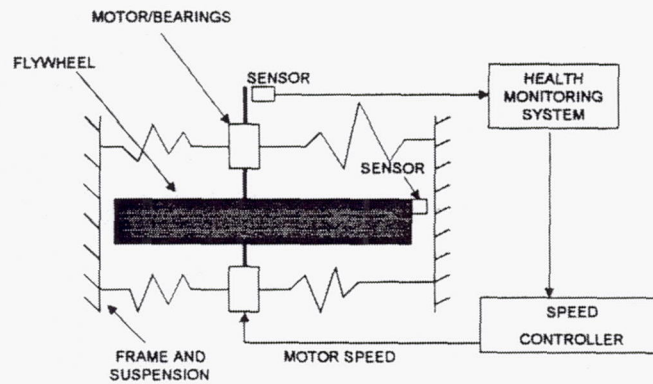 MOTOR/BEARINGS
FLYWHEEL
SENSOR
HEALTH
MONITORING
SYSTEM
SENSOR
SPEED
CONTROLLER
FRAME AND
SUSPENSION
MOTOR SPEED